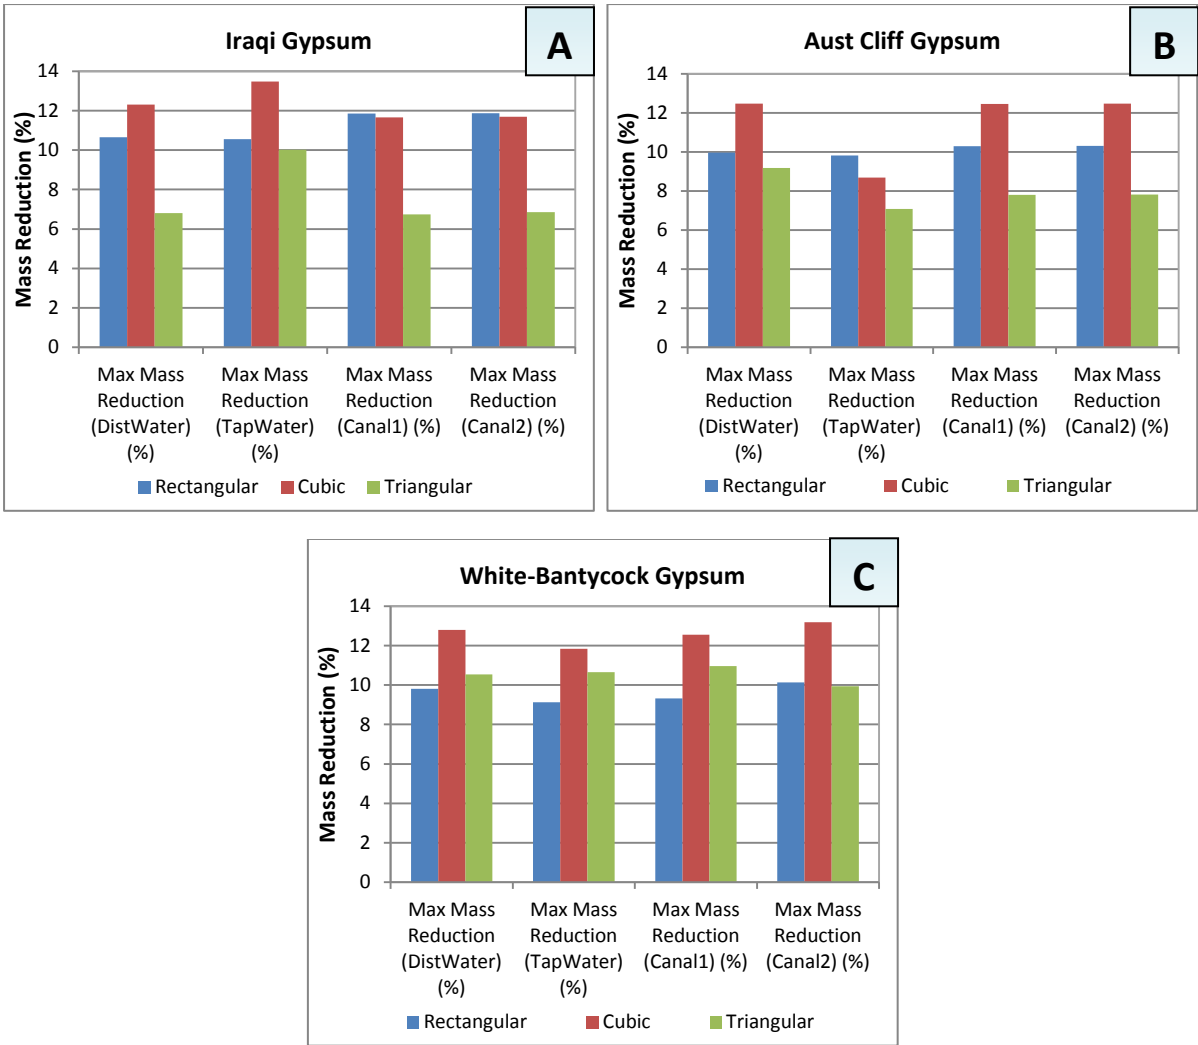 Iraqi Gypsum
A
Mass Reduction (%)
14
12
10
8
6
4
2
0
Max Mass Reduction (DistWater) (%)
Max Mass Reduction (TapWater) (%)
Max Mass Reduction (Canal1) (%)
Max Mass Reduction (Canal2) (%)
Rectangular Cubic Triangular
Aust Cliff Gypsum
B
Mass Reduction (%)
14
12
10
8
6
4
2
0
Max Mass Reduction (DistWater) (%)
Max Mass Reduction (TapWater) (%)
Max Mass Reduction (Canal1) (%)
Max Mass Reduction (Canal2) (%)
Rectangular Cubic Triangular
White-Bantycock Gypsum
C
Mass Reduction (%)
14
12
10
8
6
4
2
0
Max Mass Reduction (DistWater) (%)
Max Mass Reduction (TapWater) (%)
Max Mass Reduction (Canal1) (%)
Max Mass Reduction (Canal2) (%)
Rectangular Cubic Triangular